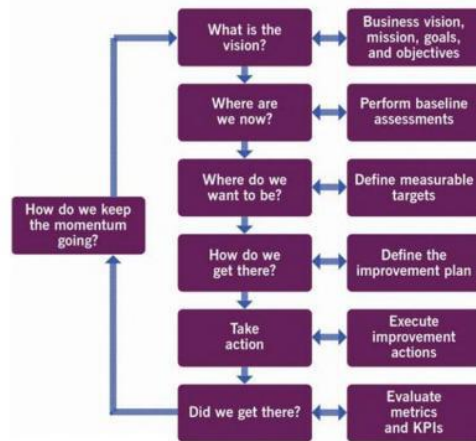 What is the
vision?
Business vision,
mission, goals,
and objectives
Where are
we now?
Perform baseline
assessments
Where do we
want to be?
Define measurable
targets
How do we keep
the momentum
going?
How do we
get there?
Define the
improvement plan
Take
action
Execute
improvement
actions
Did we get there?
Evaluate
metrics
and KPIs